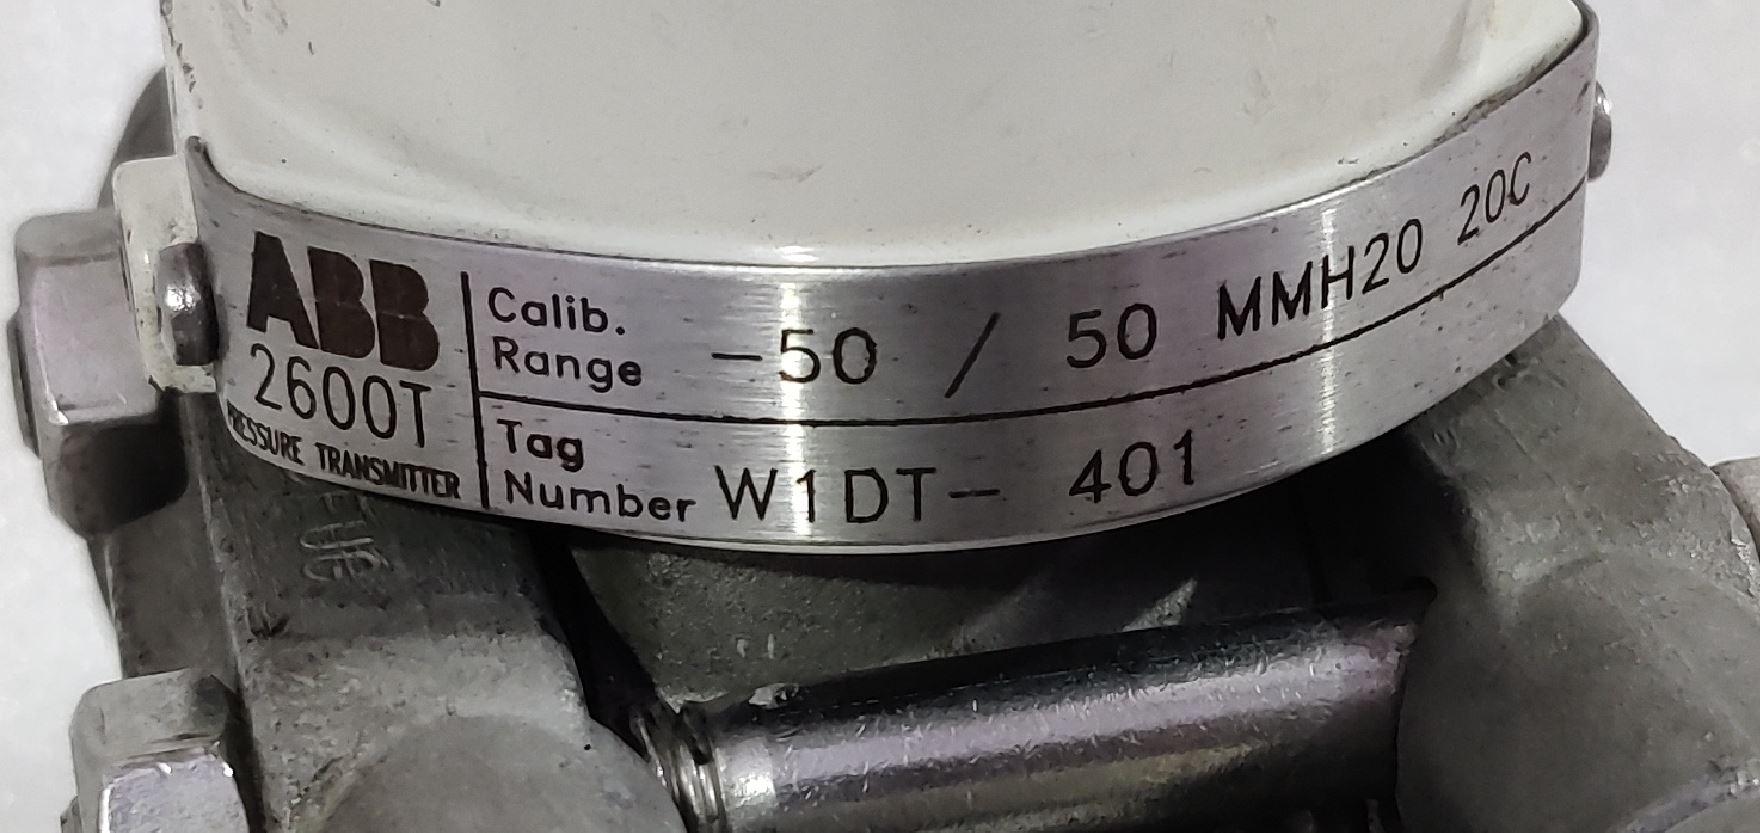 ABB
2600T
PRESSURE TRANSMITTER
Calib.
Range -50 / 50 MMH20 20C
Tag
Number W1DT- 401